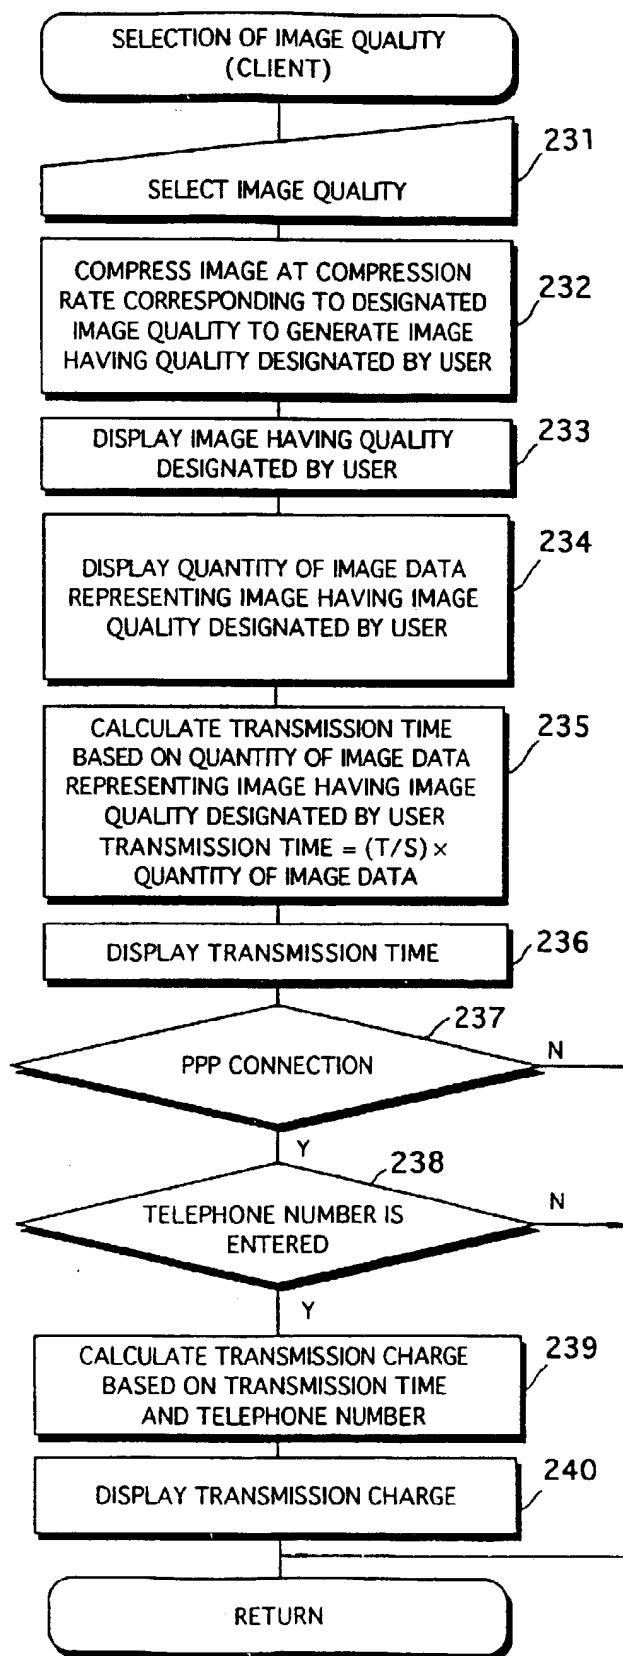 SELECTION OF IMAGE QUALITY
(CLIENT)
231
SELECT IMAGE QUALITY
COMPRESS IMAGE AT COMPRESSION
RATE CORRESPONDING TO DESIGNATED
IMAGE QUALITY TO GENERATE IMAGE
HAVING QUALITY DESIGNATED BY USER
232
DISPLAY IMAGE HAVING QUALITY
DESIGNATED BY USER
233
234
DISPLAY QUANTITY OF IMAGE DATA
REPRESENTING IMAGE HAVING IMAGE
QUALITY DESIGNATED BY USER
CALCULATE TRANSMISSION TIME
BASED ON QUANTITY OF IMAGE DATA
REPRESENTING IMAGE HAVING IMAGE
QUALITY DESIGNATED BY USER
TRANSMISSION TIME = (T/S) ×
QUANTITY OF IMAGE DATA
235
DISPLAY TRANSMISSION TIME
236
237
PPP CONNECTION
N
Y
238
TELEPHONE NUMBER IS
ENTERED
N
Y
CALCULATE TRANSMISSION CHARGE
BASED ON TRANSMISSION TIME
AND TELEPHONE NUMBER
239
DISPLAY TRANSMISSION CHARGE
240
RETURN